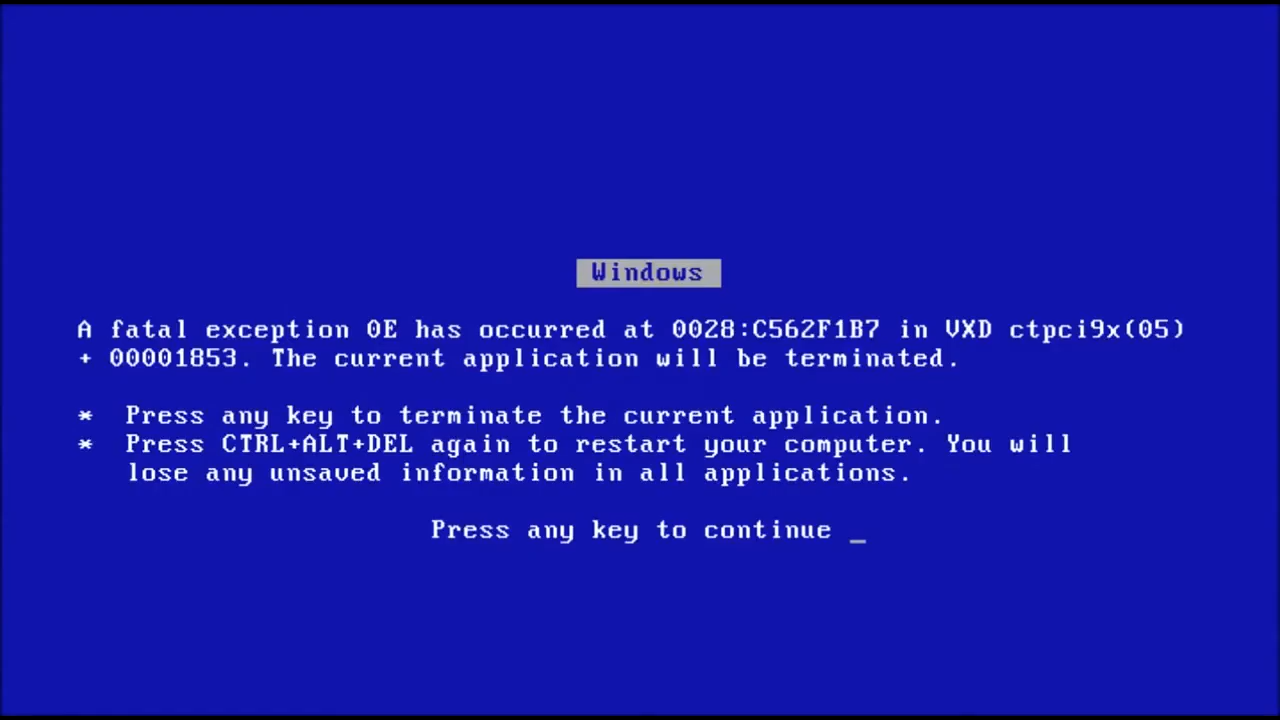 Windows
A fatal exception 0E has occurred at 0028:C562F1B7 in VXD ctpci9x(05)
+ 00001853. The current application will be terminated.
* Press any key to terminate the current application.
* Press CTRL+ALT+DEL again to restart your computer. You will
lose any unsaved information in all applications.
Press any key to continue _